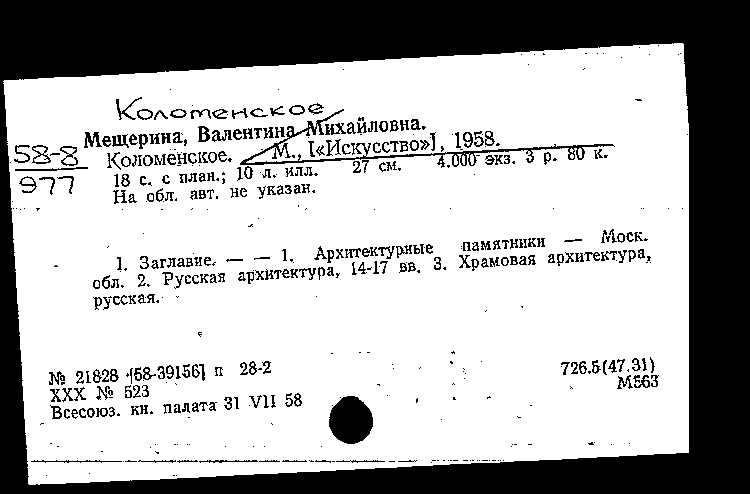 Коломенское
Мещерина, Валентина Михайловна.
58-8
977
Коломенское. М., [«Искусство»], 1958.
18 с. с план.; 10 л. илл. 27 см. 4.000 экз. 3 р. 80 к.
На обл. авт. не указан.
1. Заглавие. — — 1. Архитектурные памятники — Моск.
обл. 2. Русская архитектура, 14-17 вв. 3. Храмовая архитектура,
русская.
№ 21828 [58-39156] п 28-2
XXX № 523
Всесоюз. кн. палата 31 VII 58
726.5(47.31)
М563